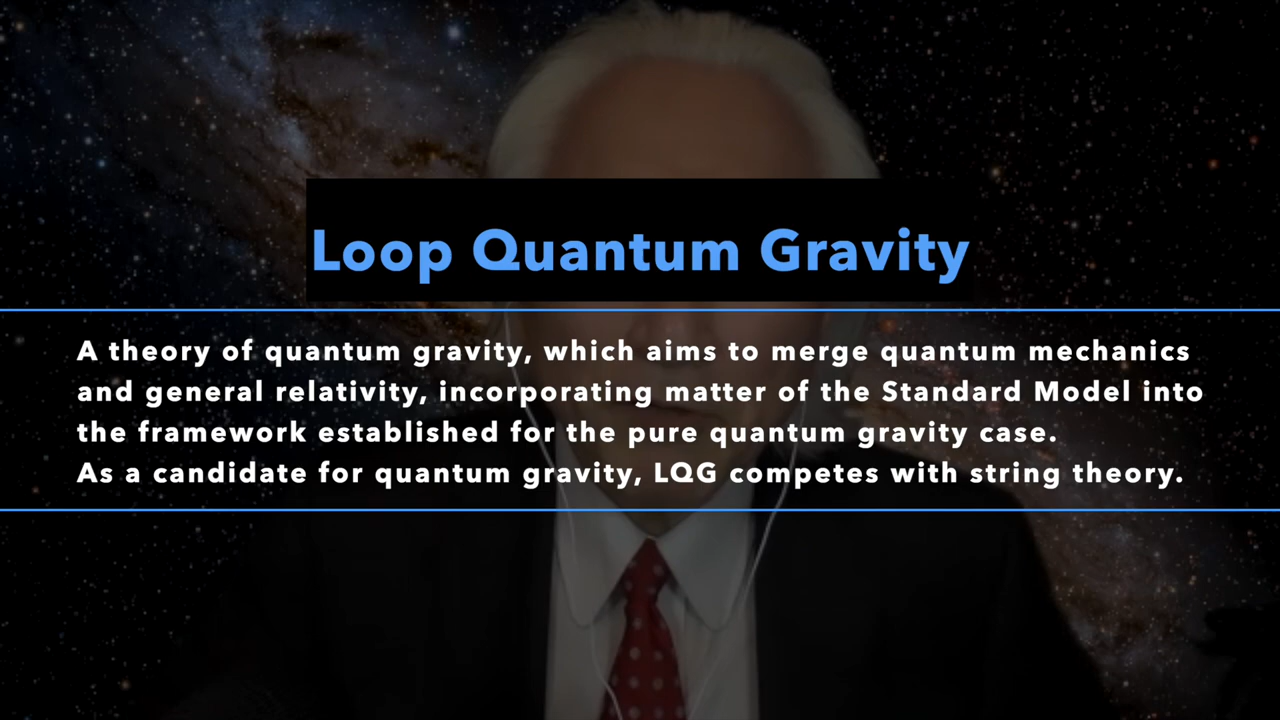 Loop Quantum Gravity
A theory of quantum gravity, which aims to merge quantum mechanics
and general relativity, incorporating matter of the Standard Model into
the framework established for the pure quantum gravity case.
As a candidate for quantum gravity, LQG competes with string theory.